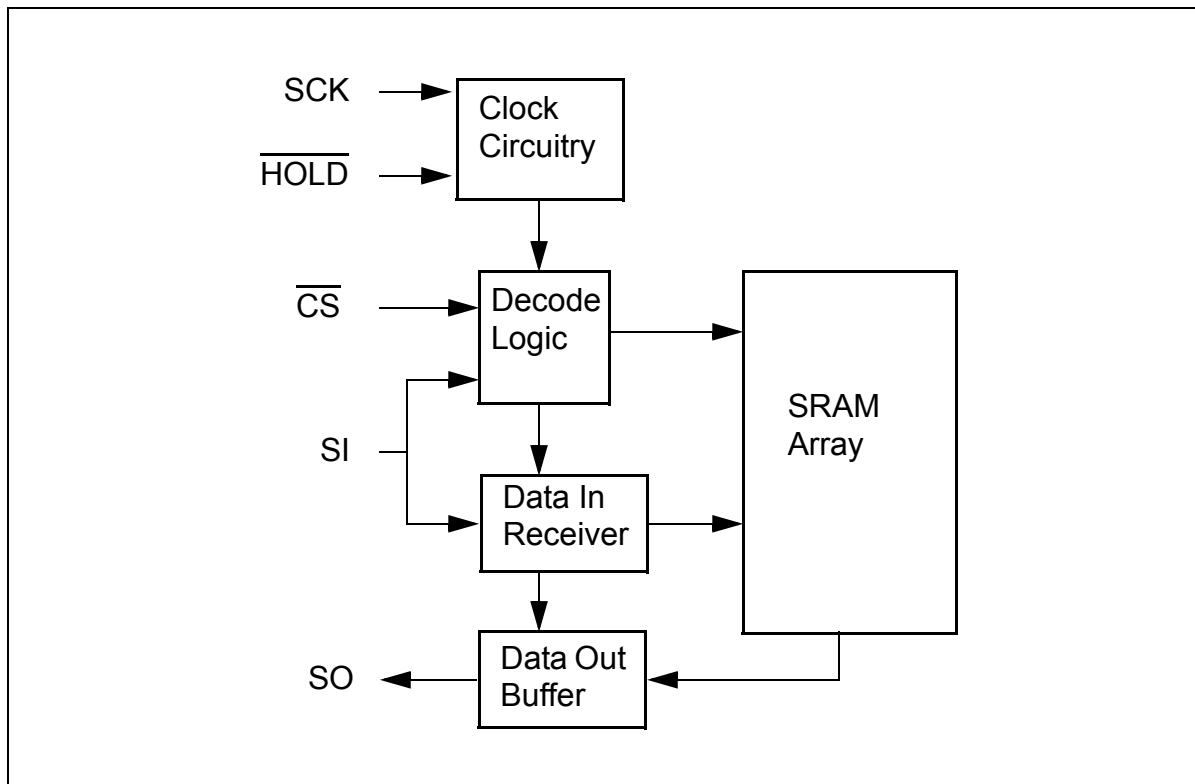 SCK
Clock
Circuitry
HOLD
CS
Decode
Logic
SI
SRAM
Array
Data In
Receiver
SO
Data Out
Buffer